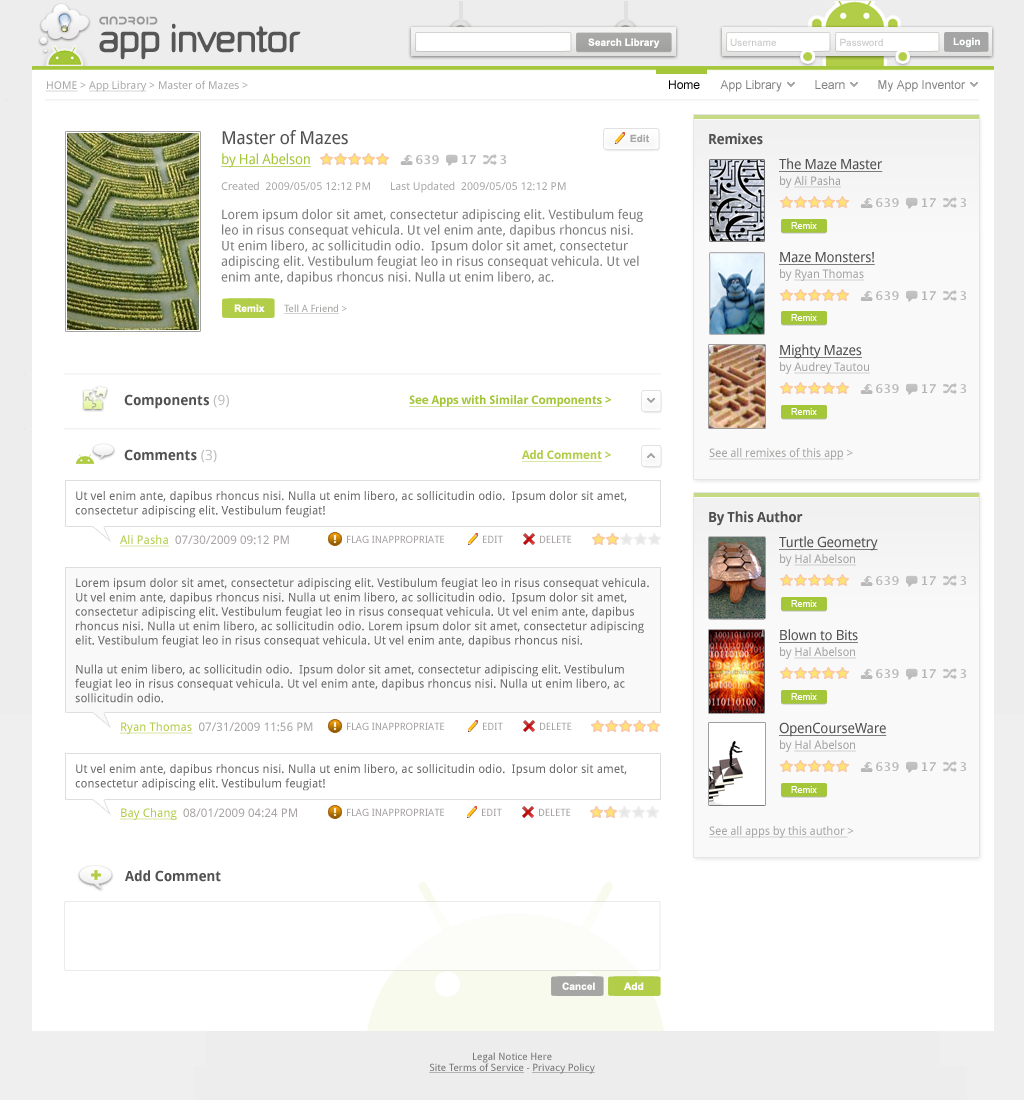 ANDROID
app inventor
Search Library
Username
Password
Login
HOME > App Library > Master of Mazes >
Home
App Library
Learn
My App Inventor
Master of Mazes
Edit
by Hal Abelson
639
17
3
Created 2009/05/05 12:12 PM Last Updated 2009/05/05 12:12 PM
Lorem ipsum dolor sit amet, consectetur adipiscing elit. Vestibulum feug
leo in risus consequat vehicula. Ut vel enim ante, dapibus rhoncus nisi.
Ut enim libero, ac sollicitudin odio.  Ipsum dolor sit amet, consectetur
adipiscing elit. Vestibulum feugiat leo in risus consequat vehicula. Ut vel
enim ante, dapibus rhoncus nisi. Nulla ut enim libero, ac.
Remix
Tell A Friend >
Components (9)
See Apps with Similar Components >
Comments (3)
Add Comment >
Ut vel enim ante, dapibus rhoncus nisi. Nulla ut enim libero, ac sollicitudin odio.  Ipsum dolor sit amet,
consectetur adipiscing elit. Vestibulum feugiat!
Ali Pasha 07/30/2009 09:12 PM
FLAG INAPPROPRIATE
EDIT
DELETE
Lorem ipsum dolor sit amet, consectetur adipiscing elit. Vestibulum feugiat leo in risus consequat vehicula.
Ut vel enim ante, dapibus rhoncus nisi. Nulla ut enim libero, ac sollicitudin odio.  Ipsum dolor sit amet,
consectetur adipiscing elit. Vestibulum feugiat leo in risus consequat vehicula. Ut vel enim ante, dapibus
rhoncus nisi. Nulla ut enim libero, ac sollicitudin odio. Lorem ipsum dolor sit amet, consectetur adipiscing
elit. Vestibulum feugiat leo in risus consequat vehicula. Ut vel enim ante, dapibus rhoncus nisi.
Nulla ut enim libero, ac sollicitudin odio.  Ipsum dolor sit amet, consectetur adipiscing elit. Vestibulum
feugiat leo in risus consequat vehicula. Ut vel enim ante, dapibus rhoncus nisi. Nullus ut enim libero, ac
sollicitudin odio.
Ryan Thomas 07/31/2009 11:56 PM
FLAG INAPPROPRIATE
EDIT
DELETE
Ut vel enim ante, dapibus rhoncus nisi. Nulla ut enim libero, ac sollicitudin odio.  Ipsum dolor sit amet,
consectetur adipiscing elit. Vestibulum feugiat!
Bay Chang 08/01/2009 04:24 PM
FLAG INAPPROPRIATE
EDIT
DELETE
Add Comment
Cancel
Add
Remixes
The Maze Master
by Ali Pasha
639
17
3
Remix
Maze Monsters!
by Ryan Thomas
639
17
3
Remix
Mighty Mazes
by Audrey Tautou
639
17
3
Remix
See all remixes of this app >
By This Author
Turtle Geometry
by Hal Abelson
639
17
3
Remix
Blown to Bits
by Hal Abelson
639
17
3
Remix
OpenCourseWare
by Hal Abelson
639
17
3
Remix
See all apps by this author >
Legal Notice Here
Site Terms of Service - Privacy Policy